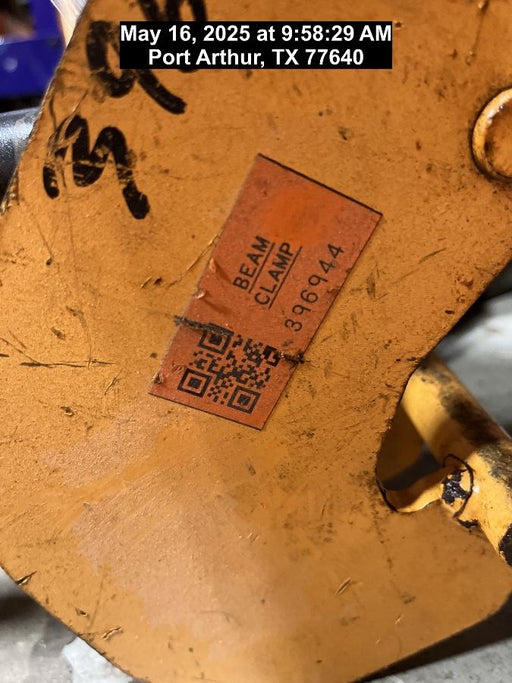 May 16, 2025 at 9:58:29 AM
Port Arthur, TX 77640
BEAM
CLAMP
396944